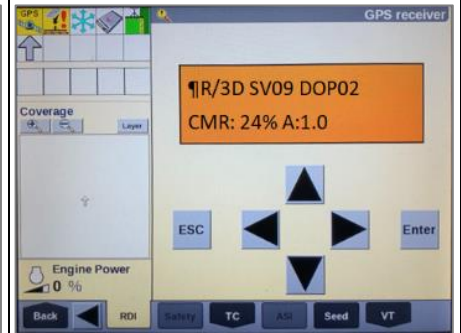 GPS
GPS receiver
Coverage
Layer
¶R/3D SV09 DOP02
CMR: 24% A:1.0
ESC
Enter
Engine Power
0 %
Back
RDI
Safety
TC
ASI
Seed
VT